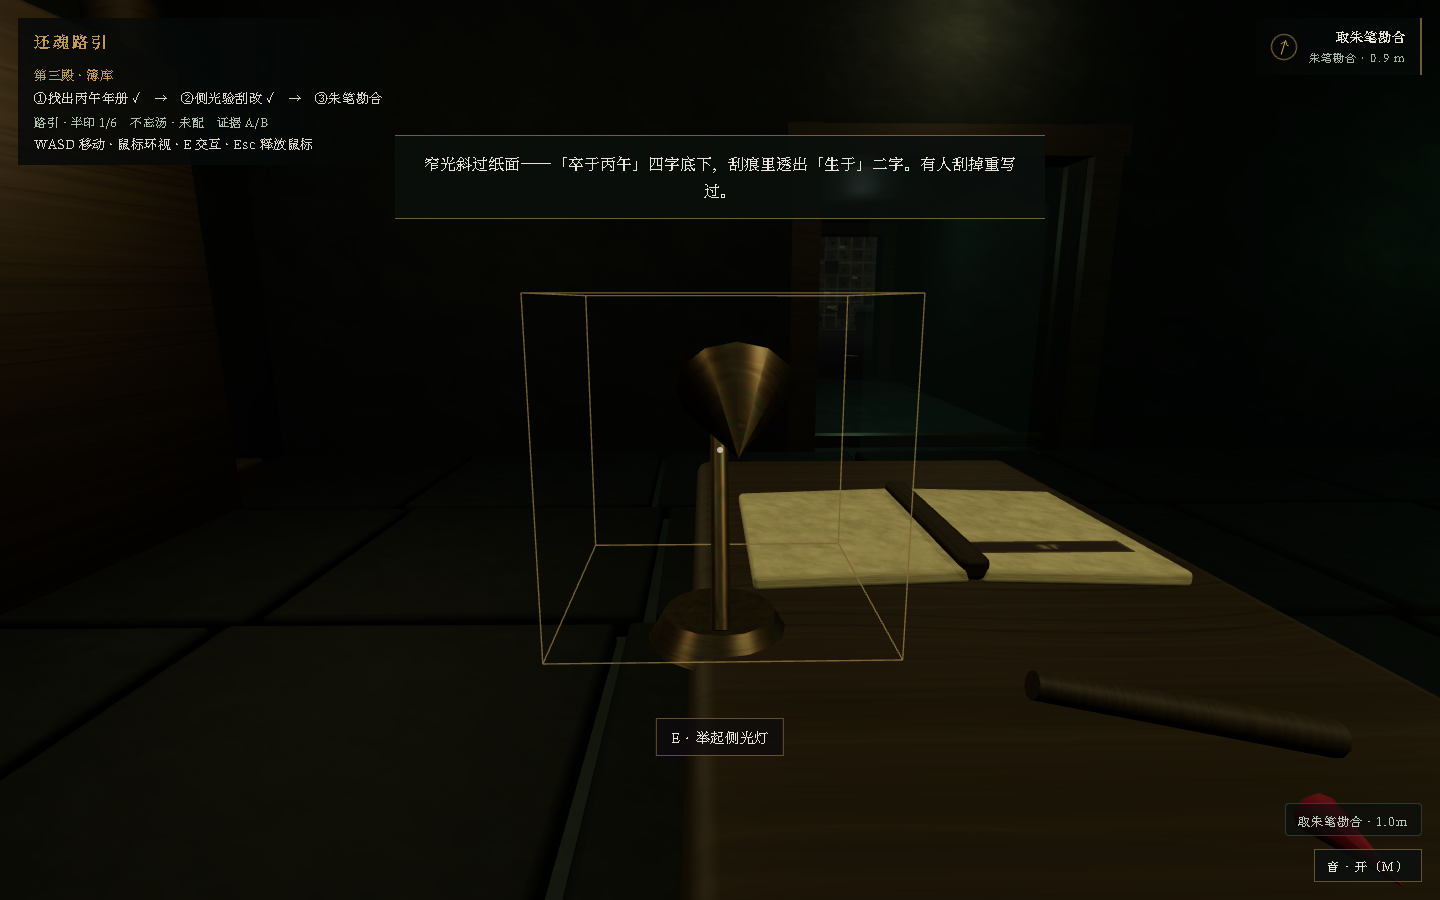 还魂路引
第三殿 · 簿库
①找出丙午年册 ✓ → ②侧光验刮改 ✓ → ③朱笔勘合
路引 · 半印 1/6 不忘汤 · 未配 证据 A/B
WASD 移动 · 鼠标环视 · E 交互 · Esc 释放鼠标
取朱笔勘合
朱笔勘合 · 0.9 m
窄光斜过纸面——「卒于丙午」四字底下，刮痕里透出「生于」二字。有人刮掉重写
过。
E · 举起侧光灯
取朱笔勘合 · 1.0m
音 · 开（M）